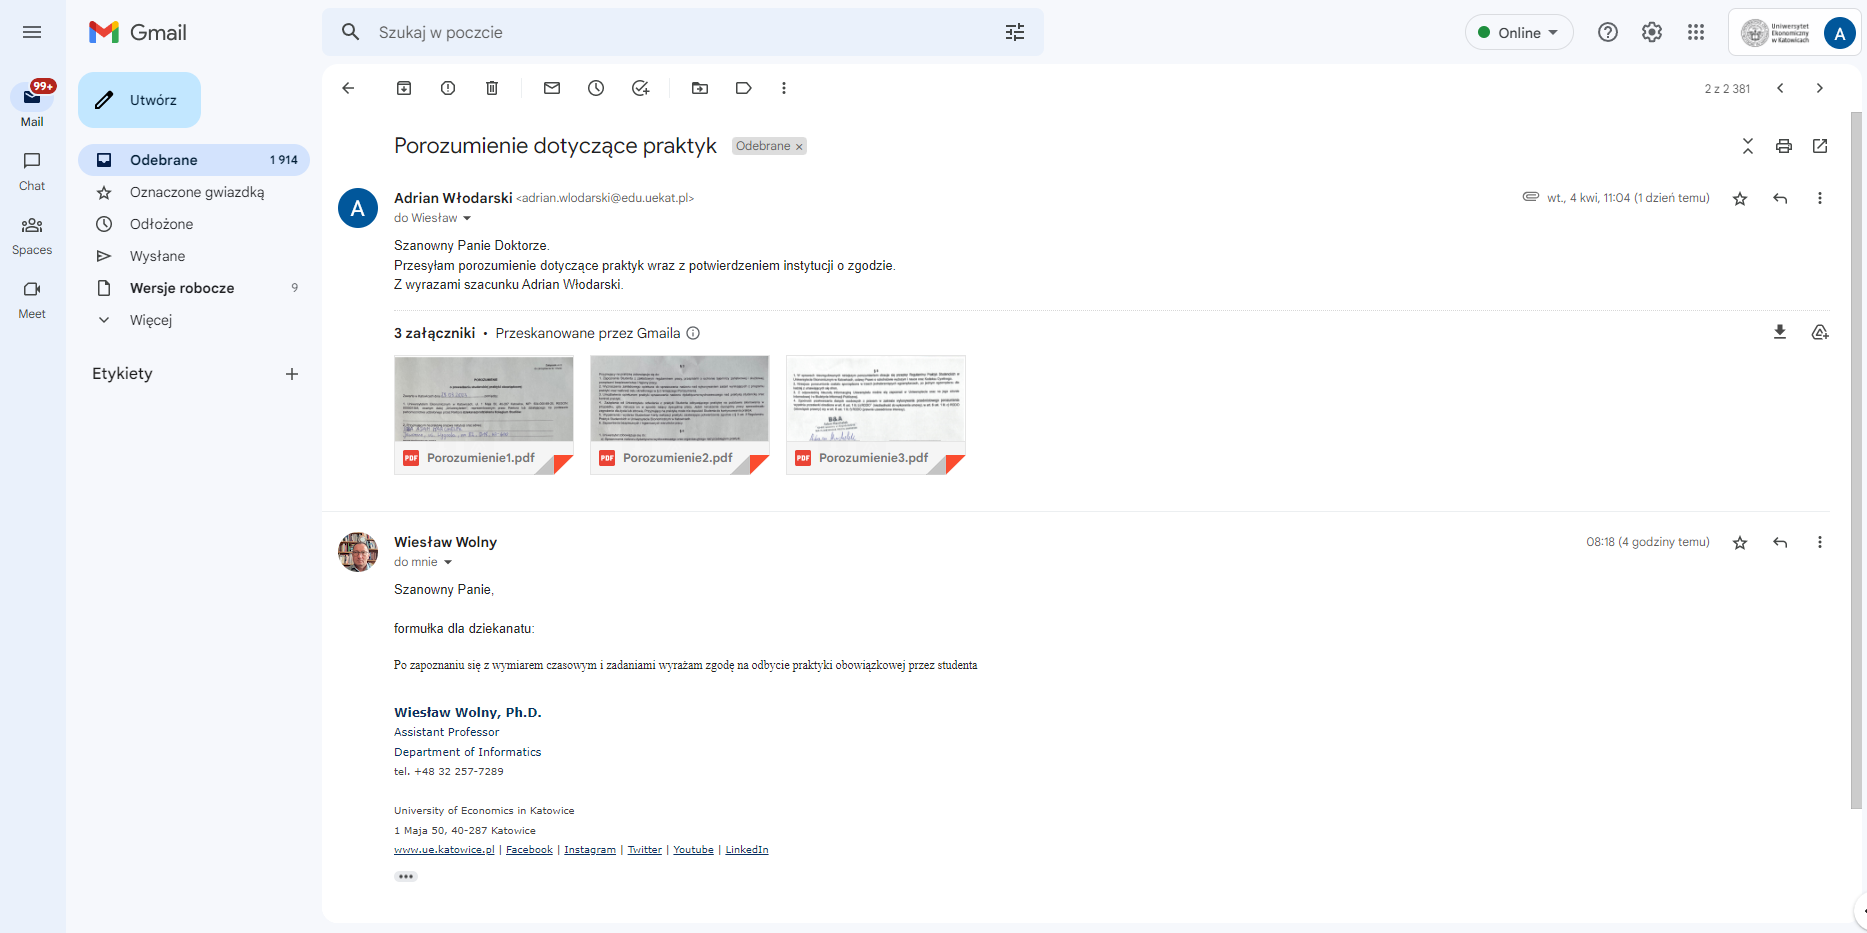 Gmail
Szukaj w poczcie
Online
Uniwersytet
Ekonomiczny
w Katowicach
A
99+
Mail
Chat
Spaces
Meet
Utwórz
Odebrane 1 914
Oznaczone gwiazdką
Odłożone
Wysłane
Wersje robocze 9
Więcej
Etykiety
2 z 2 381
Porozumienie dotyczące praktyk Odebrane ×
A
Adrian Włodarski <adrian.wlodarski@edu.uekat.pl> wt., 4 kwi, 11:04 (1 dzień temu)
do Wiesław
Szanowny Panie Doktorze.
Przesyłam porozumienie dotyczące praktyk wraz z potwierdzeniem instytucji o zgodzie.
Z wyrazami szacunku Adrian Włodarski.
3 załączniki • Przeskanowane przez Gmaila
POROZUMIENIE
PDF Porozumienie1.pdf
PDF Porozumienie2.pdf
PDF Porozumienie3.pdf
Wiesław Wolny 08:18 (4 godziny temu)
do mnie
Szanowny Panie,
formułka dla dziekanatu:
Po zapoznaniu się z wymiarem czasowym i zadaniami wyrażam zgodę na odbycie praktyki obowiązkowej przez studenta
Wiesław Wolny, Ph.D.
Assistant Professor
Department of Informatics
tel. +48 32 257-7289
University of Economics in Katowice
1 Maja 50, 40-287 Katowice
www.ue.katowice.pl | Facebook | Instagram | Twitter | Youtube | LinkedIn